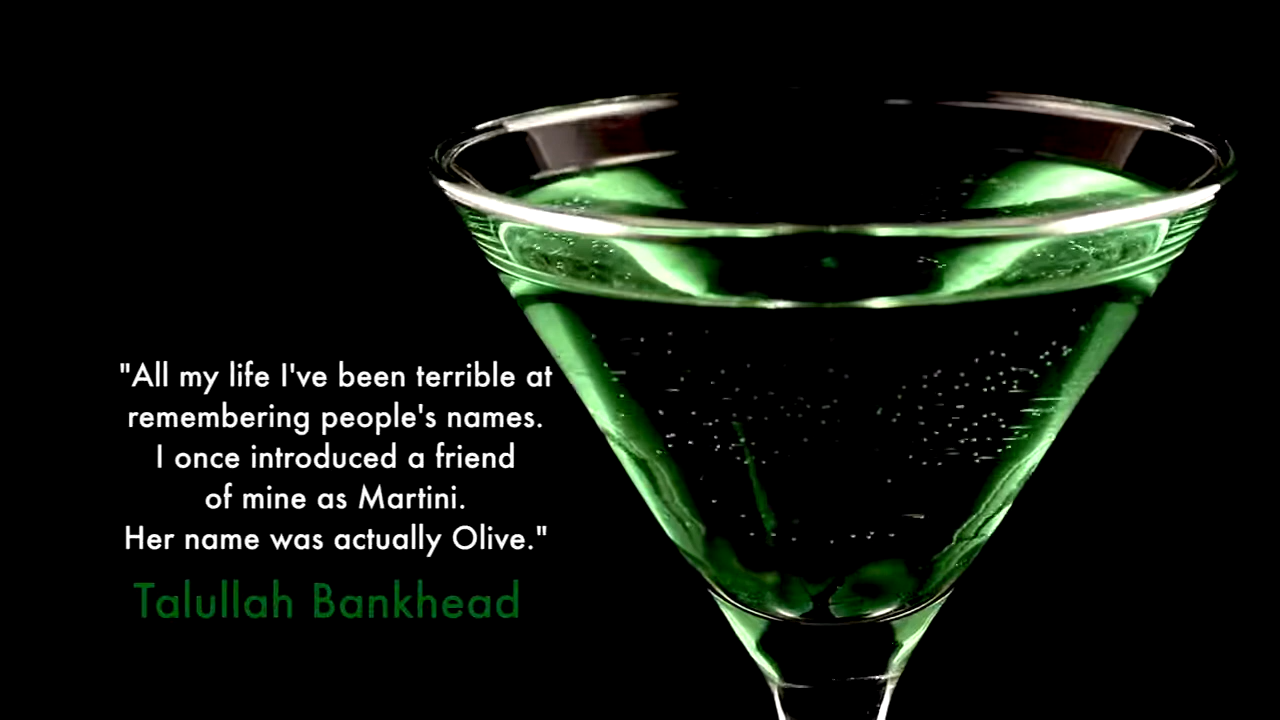 "All my life I've been terrible at
remembering people's names.
I once introduced a friend
of mine as Martini.
Her name was actually Olive."
Talullah Bankhead